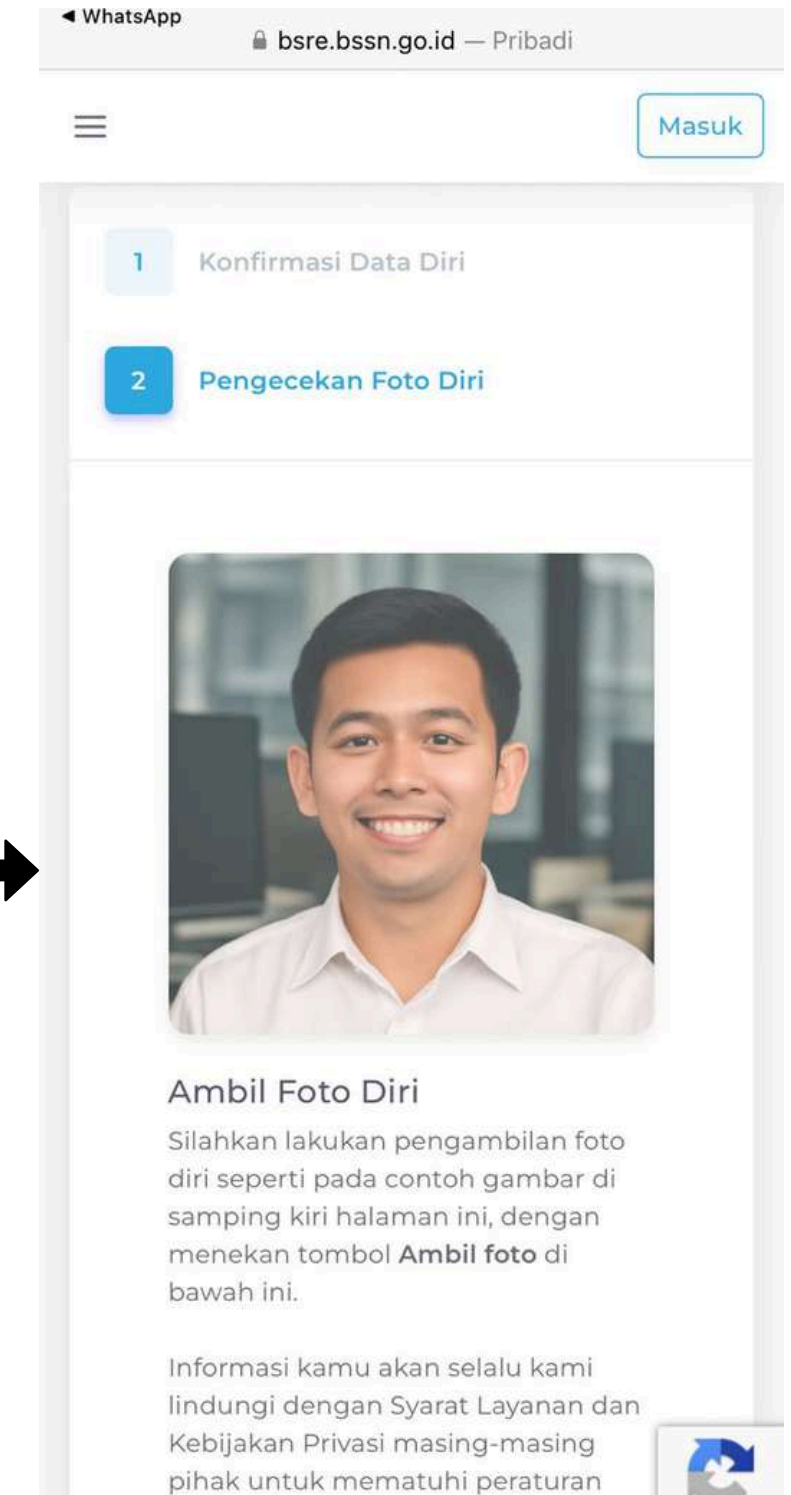 ◀ WhatsApp
bsre.bssn.go.id — Pribadi
Masuk
1 Konfirmasi Data Diri
2 Pengecekan Foto Diri
Ambil Foto Diri
Silahkan lakukan pengambilan foto
diri seperti pada contoh gambar di
samping kiri halaman ini, dengan
menekan tombol Ambil foto di
bawah ini.
Informasi kamu akan selalu kami
lindungi dengan Syarat Layanan dan
Kebijakan Privasi masing-masing
pihak untuk mematuhi peraturan